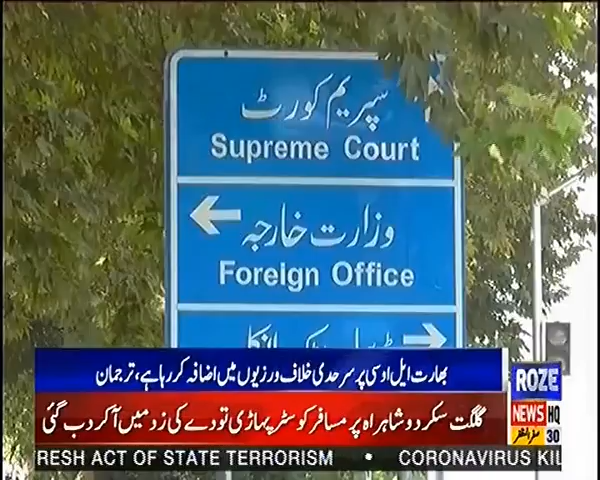 سپریم کورٹ
Supreme Court
وزارت خارجہ
Foreign Office
بھارت ایل او سی پر سرحدی خلاف ورزیوں میں اضافہ کر رہا ہے، ترجمان
ROZE
گلگت سکردو شاہراہ پر مسافر کوسٹر پہاڑی تودے کی زد میں آ کر دب گئی
NEWS HQ
30
RESH ACT OF STATE TERRORISM • CORONAVIRUS KIL